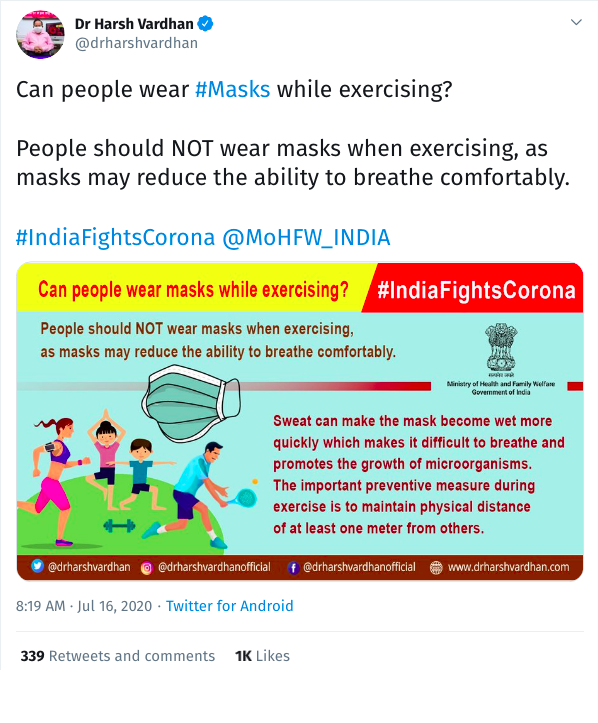 Dr Harsh Vardhan
@drharshvardhan
Can people wear #Masks while exercising?
People should NOT wear masks when exercising, as
masks may reduce the ability to breathe comfortably.
#IndiaFightsCorona @MoHFW_INDIA
Can people wear masks while exercising?
#IndiaFightsCorona
People should NOT wear masks when exercising,
as masks may reduce the ability to breathe comfortably.
सत्यमेव जयते
Ministry of Health and Family Welfare
Government of India
Sweat can make the mask become wet more
quickly which makes it difficult to breathe and
promotes the growth of microorganisms.
The important preventive measure during
exercise is to maintain physical distance
of at least one meter from others.
@drharshvardhan @drharshvardhanofficial @drharshvardhanofficial www.drharshvardhan.com
8:19 AM · Jul 16, 2020 · Twitter for Android
339 Retweets and comments 1K Likes